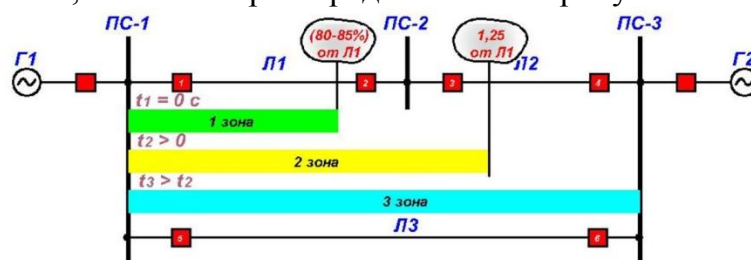 ПС-1
ПС-2
ПС-3
(80-85%)
от Л1
1,25
от Л1
Г1
Л1
Л2
Г2
1
2
3
4
t1 = 0 c
1 зона
t2 > 0
2 зона
t3 > t2
3 зона
Л3
5
6